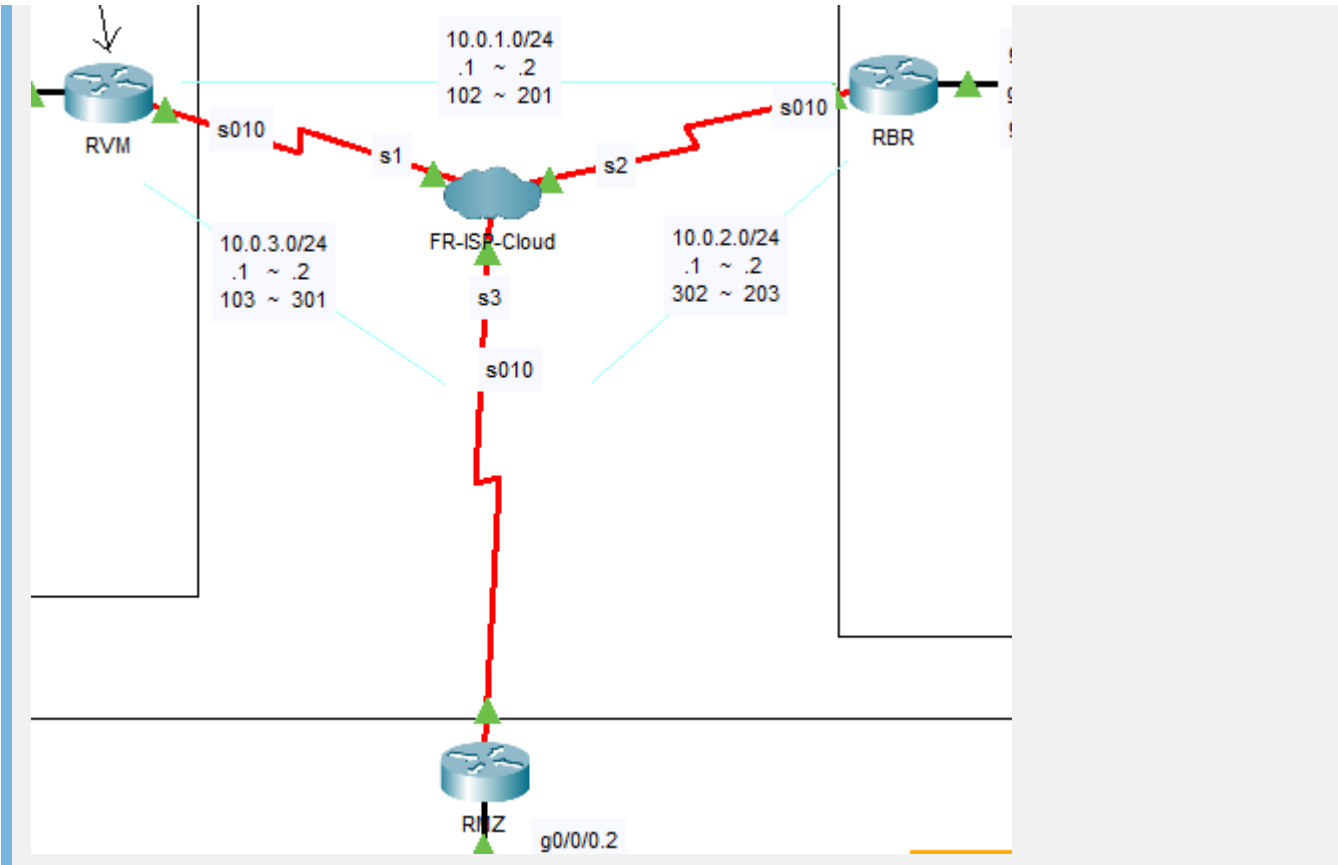 10.0.1.0/24
.1 ~ .2
102 ~ 201
s010
RVM
s1
s010
RBR
s2
FR-ISP-Cloud
10.0.3.0/24
.1 ~ .2
103 ~ 301
10.0.2.0/24
.1 ~ .2
302 ~ 203
s3
s010
RMZ
g0/0/0.2